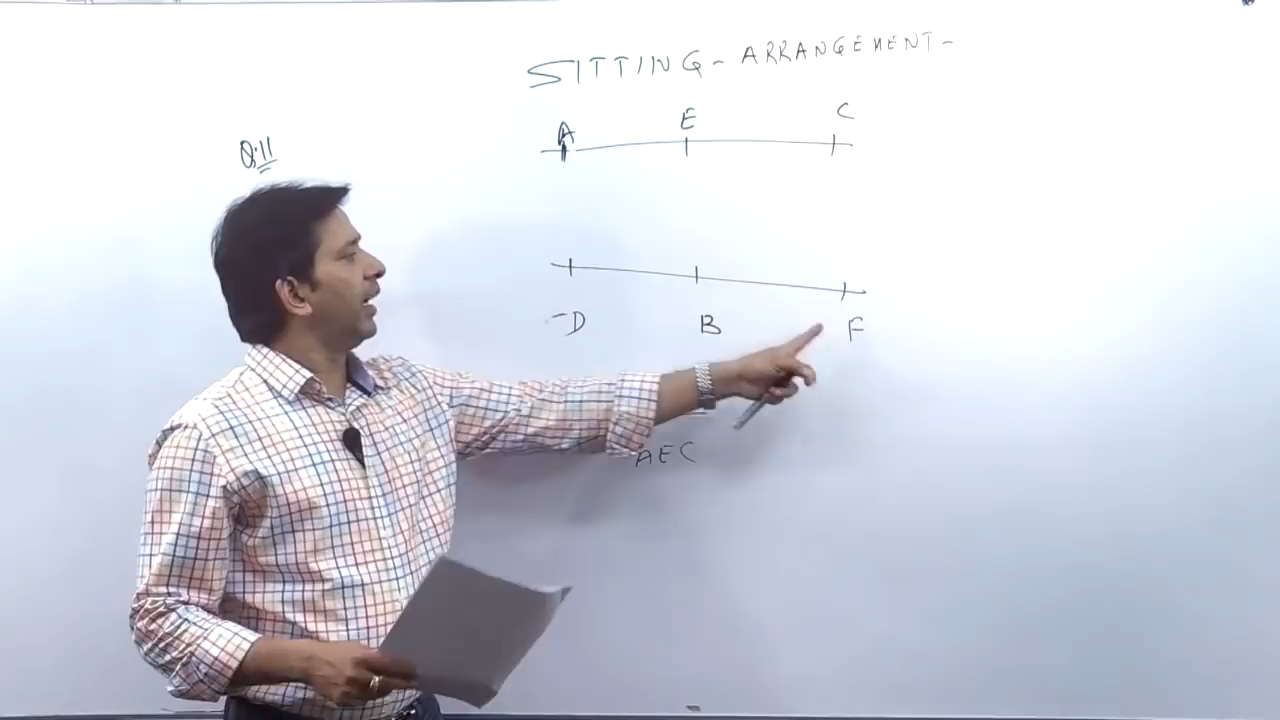 SITTING - ARRANGEMENT -
Q.11
A E C
D B F
AEC